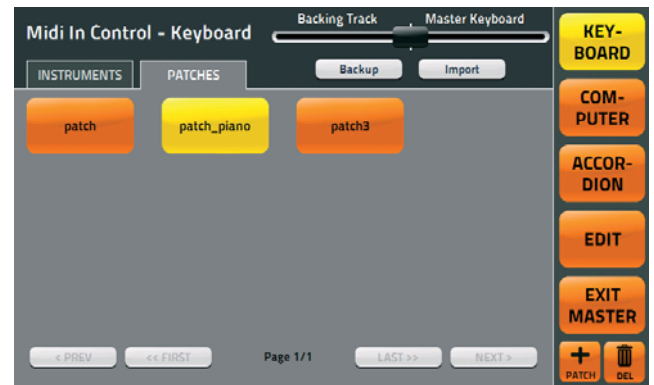 Midi In Control - Keyboard
Backing Track Master Keyboard
Backup Import
INSTRUMENTS PATCHES
patch patch_piano patch3
< PREV << FIRST Page 1/1 LAST >> NEXT >
KEY-
BOARD
COM-
PUTER
ACCOR-
DION
EDIT
EXIT
MASTER
PATCH DEL